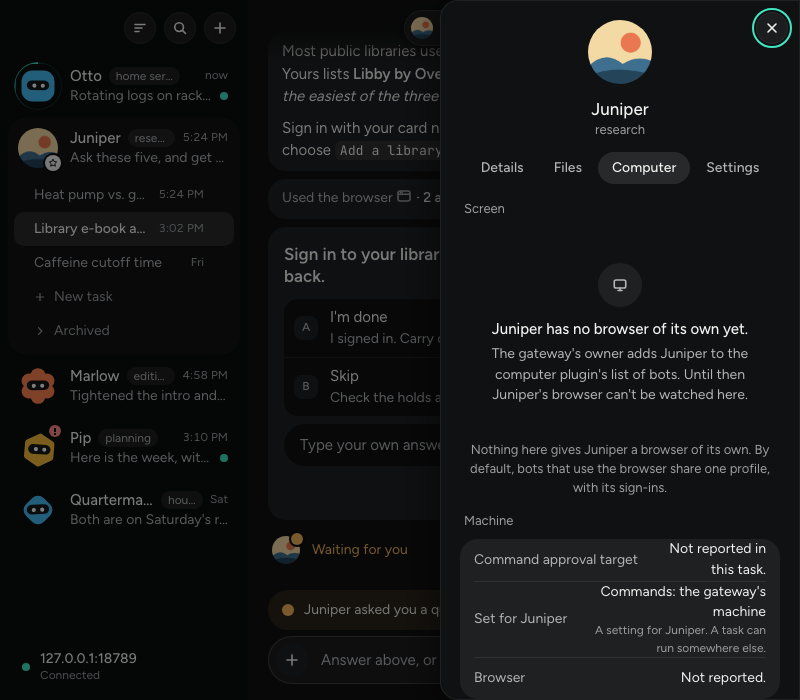 Otto
home ser...
now
Rotating logs on rack...
Juniper
rese...
5:24 PM
Ask these five, and get ...
Heat pump vs. g...
5:24 PM
Library e-book a...
3:02 PM
Caffeine cutoff time
Fri
New task
Archived
Marlow
editi...
4:58 PM
Tightened the intro and...
Pip
planning
3:10 PM
Here is the week, wit...
Quarterma...
hou...
Sat
Both are on Saturday's r...
127.0.0.1:18789
Connected
Most public libraries use
Yours lists Libby by Ove
the easiest of the three
Sign in with your card n
choose Add a library
Used the browser · 2 a
Sign in to your librar
back.
A
I'm done
I signed in. Carry o
B
Skip
Check the holds a
Type your own answe
Waiting for you
Juniper asked you a q
Answer above, or
Juniper
research
Details
Files
Computer
Settings
Screen
Juniper has no browser of its own yet.
The gateway's owner adds Juniper to the
computer plugin's list of bots. Until then
Juniper's browser can't be watched here.
Nothing here gives Juniper a browser of its own. By
default, bots that use the browser share one profile,
with its sign-ins.
Machine
Command approval target
Not reported in
this task.
Set for Juniper
Commands: the gateway's
machine
A setting for Juniper. A task can
run somewhere else.
Browser
Not reported.